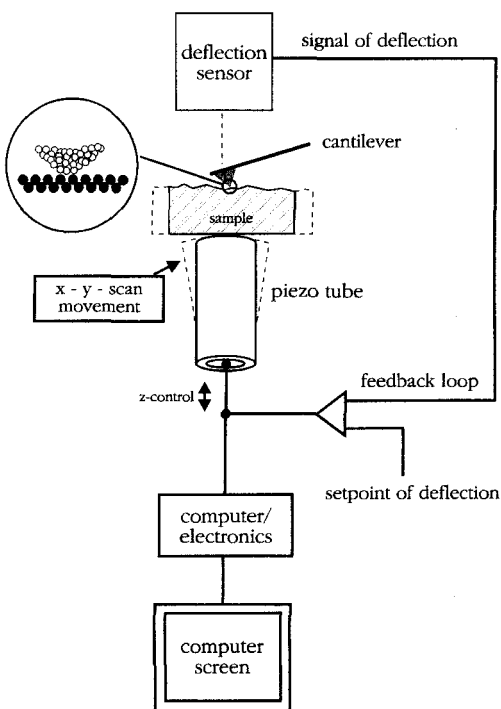 deflection
sensor
signal of deflection
cantilever
sample
x - y - scan
movement
piezo tube
z-control
feedback loop
setpoint of deflection
computer/
electronics
computer
screen